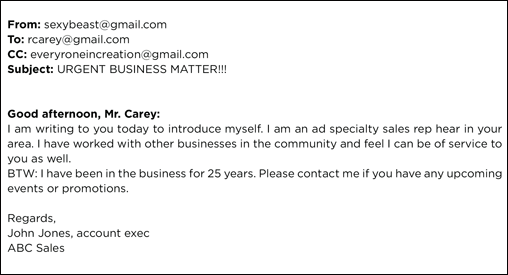 From: sexybeast@gmail.com
To: rcarey@gmail.com
CC: everyroneincreation@gmail.com
Subject: URGENT BUSINESS MATTER!!!
Good afternoon, Mr. Carey:
I am writing to you today to introduce myself. I am an ad specialty sales rep hear in your
area. I have worked with other businesses in the community and feel I can be of service to
you as well.
BTW: I have been in the business for 25 years. Please contact me if you have any upcoming
events or promotions.
Regards,
John Jones, account exec
ABC Sales